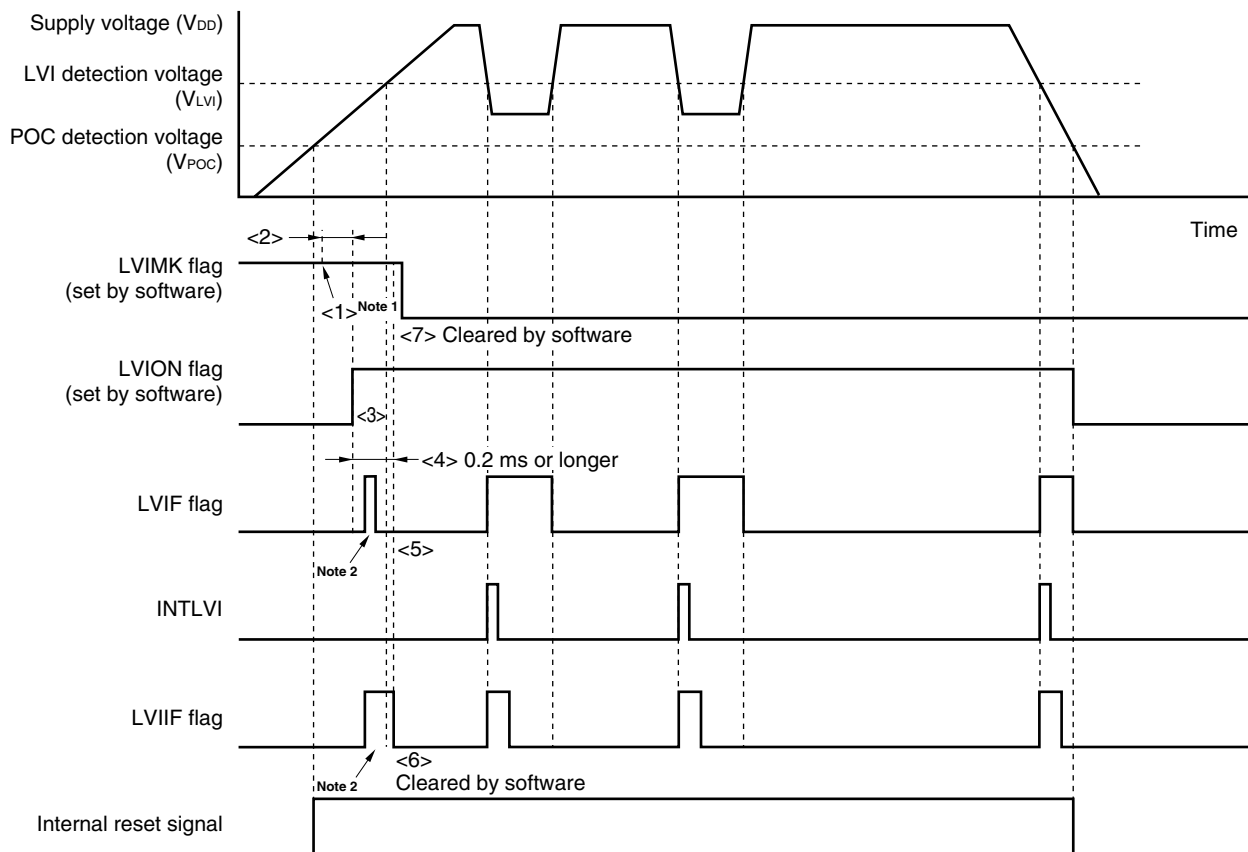 Supply voltage (VDD)
LVI detection voltage
(VLVI)
POC detection voltage
(VPOC)
Time
<2>
LVIMK flag
(set by software)
<1> Note 1
<7> Cleared by software
LVION flag
(set by software)
<3>
<4> 0.2 ms or longer
LVIF flag
Note 2
<5>
INTLVI
LVIIF flag
Note 2
<6>
Cleared by software
Internal reset signal